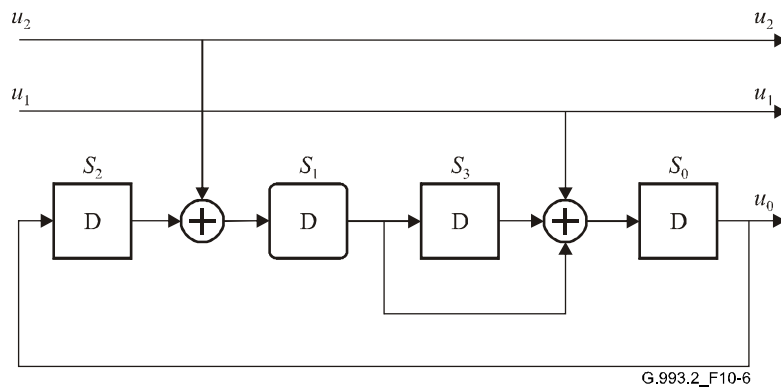 u2 u2
u1 u1
S2 S1 S3 S0
D D D D u0
G.993.2_F10-6